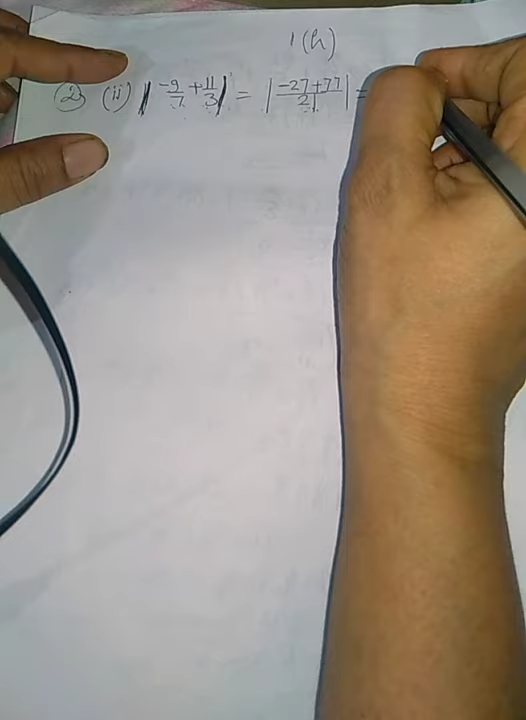 1(h)
② (ii) | -9/7 + 11/3 | = | (-27+77)/21 | =